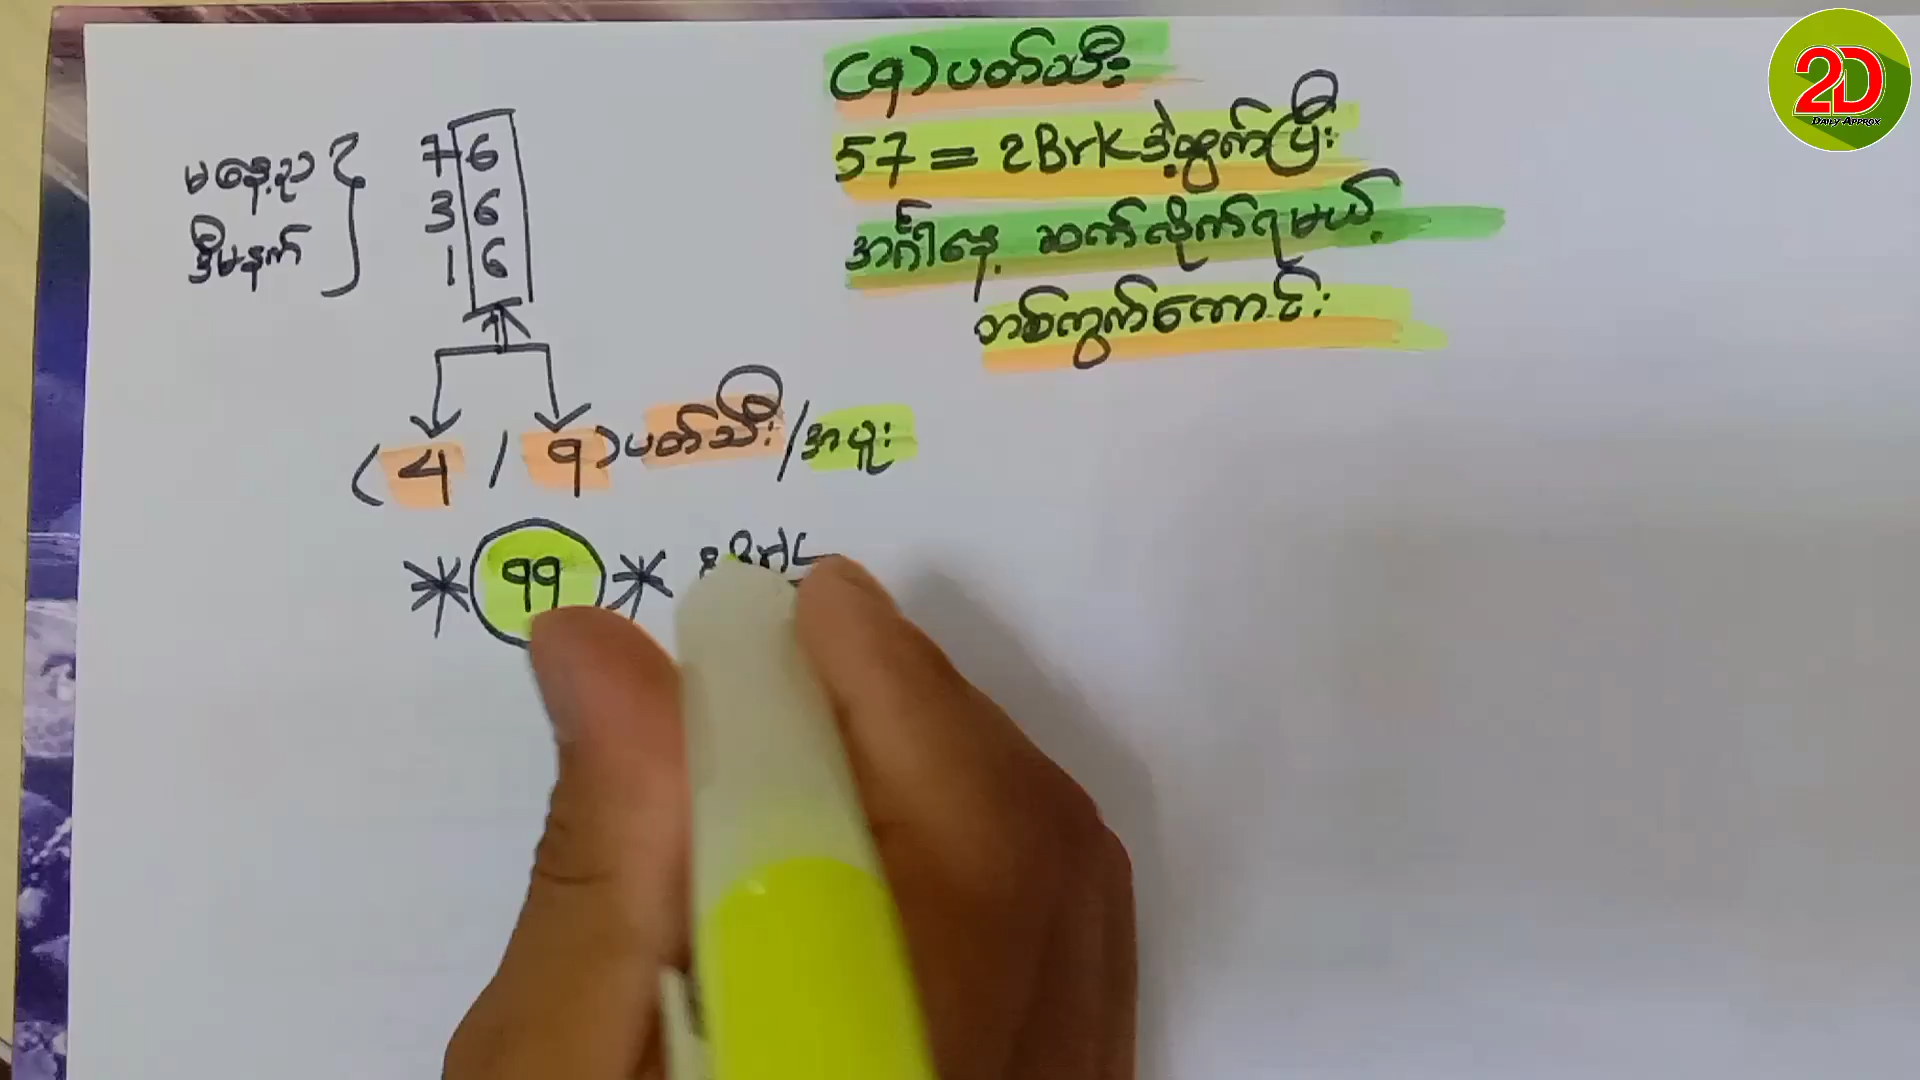 (9) ပတ်သီး
57 = 2Brk ဒဲ့ထွက်ပြီး
အင်္ဂါနေ့ ဆက်လိုက်ရမယ့်
တစ်ကွက်ကောင်း
မနေ့ည
ဒီမနက်
76
36
16
(4 / 9) ပတ်သီး/အပူး
* 99 *
2D
DAILY APPROX